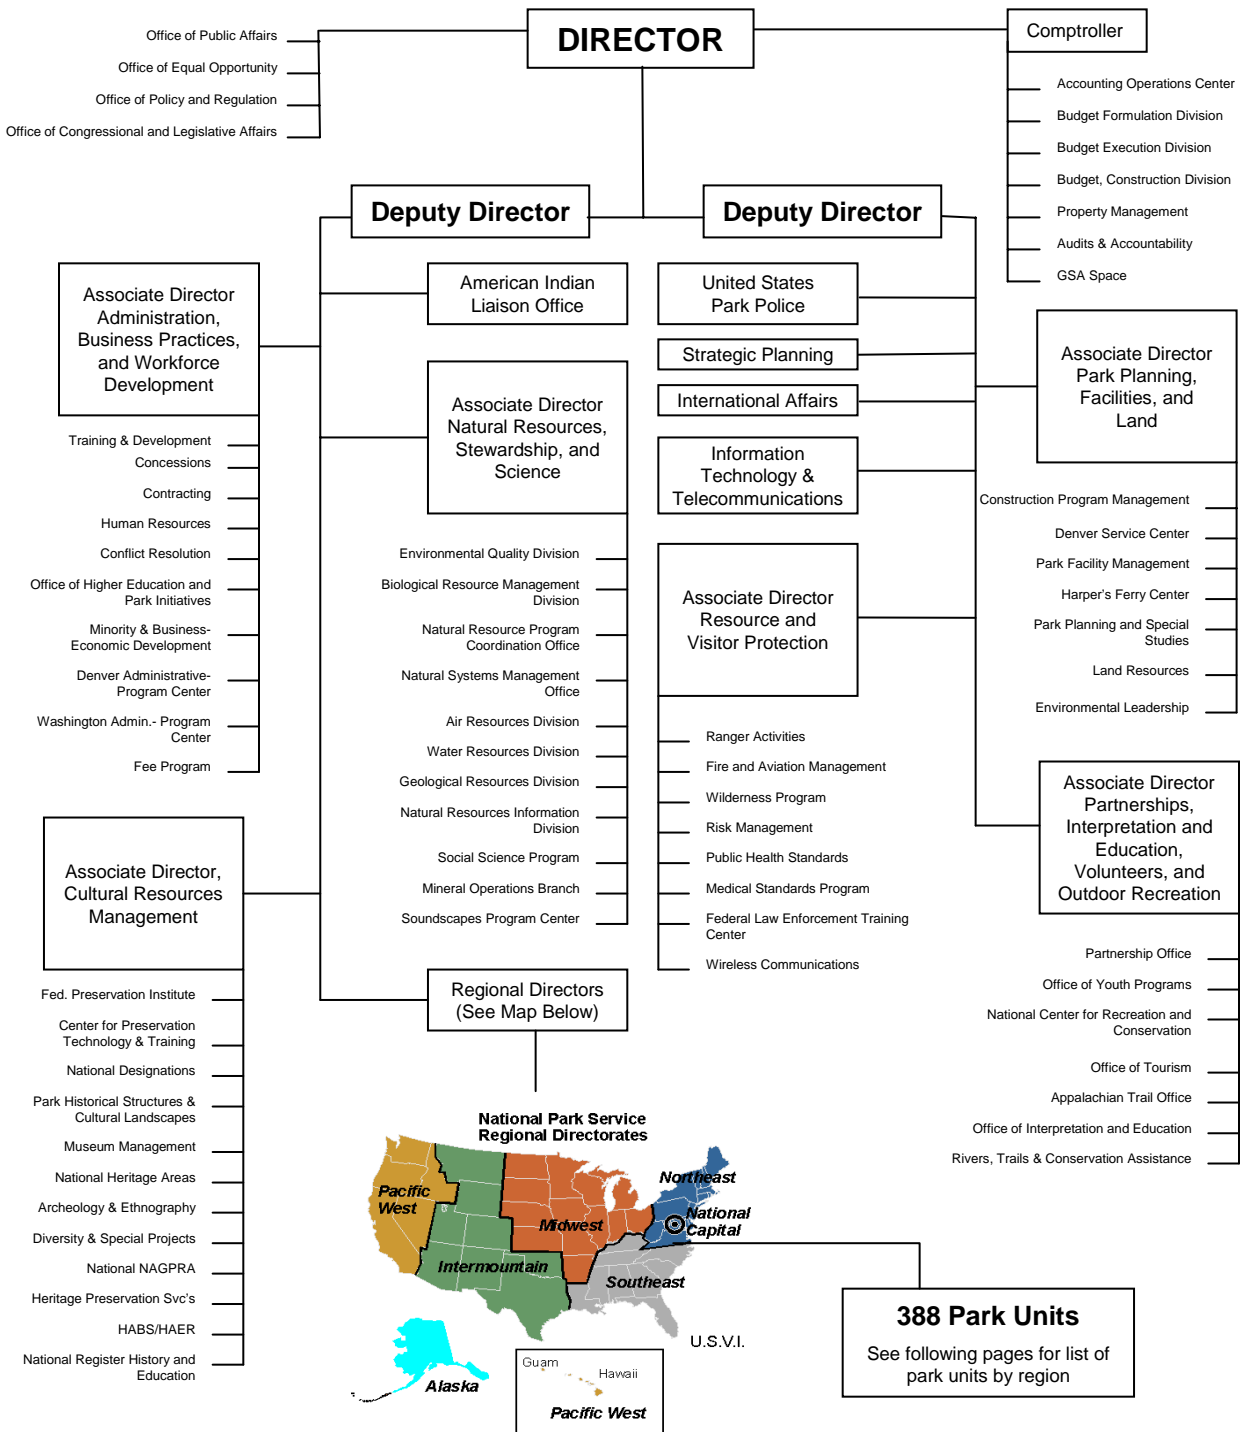 DIRECTOR
Comptroller
Office of Public Affairs
Office of Equal Opportunity
Office of Policy and Regulation
Office of Congressional and Legislative Affairs
Accounting Operations Center
Budget Formulation Division
Budget Execution Division
Budget, Construction Division
Property Management
Audits & Accountability
GSA Space
Deputy Director
Deputy Director
Associate Director
Administration,
Business Practices,
and Workforce
Development
Training & Development
Concessions
Contracting
Human Resources
Conflict Resolution
Office of Higher Education and
Park Initiatives
Minority & Business-
Economic Development
Denver Administrative-
Program Center
Washington Admin.- Program
Center
Fee Program
American Indian
Liaison Office
Associate Director
Natural Resources,
Stewardship, and
Science
Environmental Quality Division
Biological Resource Management
Division
Natural Resource Program
Coordination Office
Natural Systems Management
Office
Air Resources Division
Water Resources Division
Geological Resources Division
Natural Resources Information
Division
Social Science Program
Mineral Operations Branch
Soundscapes Program Center
United States
Park Police
Strategic Planning
International Affairs
Information
Technology &
Telecommunications
Associate Director
Resource and
Visitor Protection
Ranger Activities
Fire and Aviation Management
Wilderness Program
Risk Management
Public Health Standards
Medical Standards Program
Federal Law Enforcement Training
Center
Wireless Communications
Associate Director
Park Planning,
Facilities, and
Land
Construction Program Management
Denver Service Center
Park Facility Management
Harper's Ferry Center
Park Planning and Special
Studies
Land Resources
Environmental Leadership
Associate Director
Partnerships,
Interpretation and
Education,
Volunteers, and
Outdoor Recreation
Partnership Office
Office of Youth Programs
National Center for Recreation and
Conservation
Office of Tourism
Appalachian Trail Office
Office of Interpretation and Education
Rivers, Trails & Conservation Assistance
Associate Director,
Cultural Resources
Management
Fed. Preservation Institute
Center for Preservation
Technology & Training
National Designations
Park Historical Structures &
Cultural Landscapes
Museum Management
National Heritage Areas
Archeology & Ethnography
Diversity & Special Projects
National NAGPRA
Heritage Preservation Svc's
HABS/HAER
National Register History and
Education
Regional Directors
(See Map Below)
National Park Service
Regional Directorates
Pacific
West
Intermountain
Midwest
Northeast
National
Capital
Southeast
U.S.V.I.
Alaska
Guam
Hawaii
Pacific West
388 Park Units
See following pages for list of
park units by region